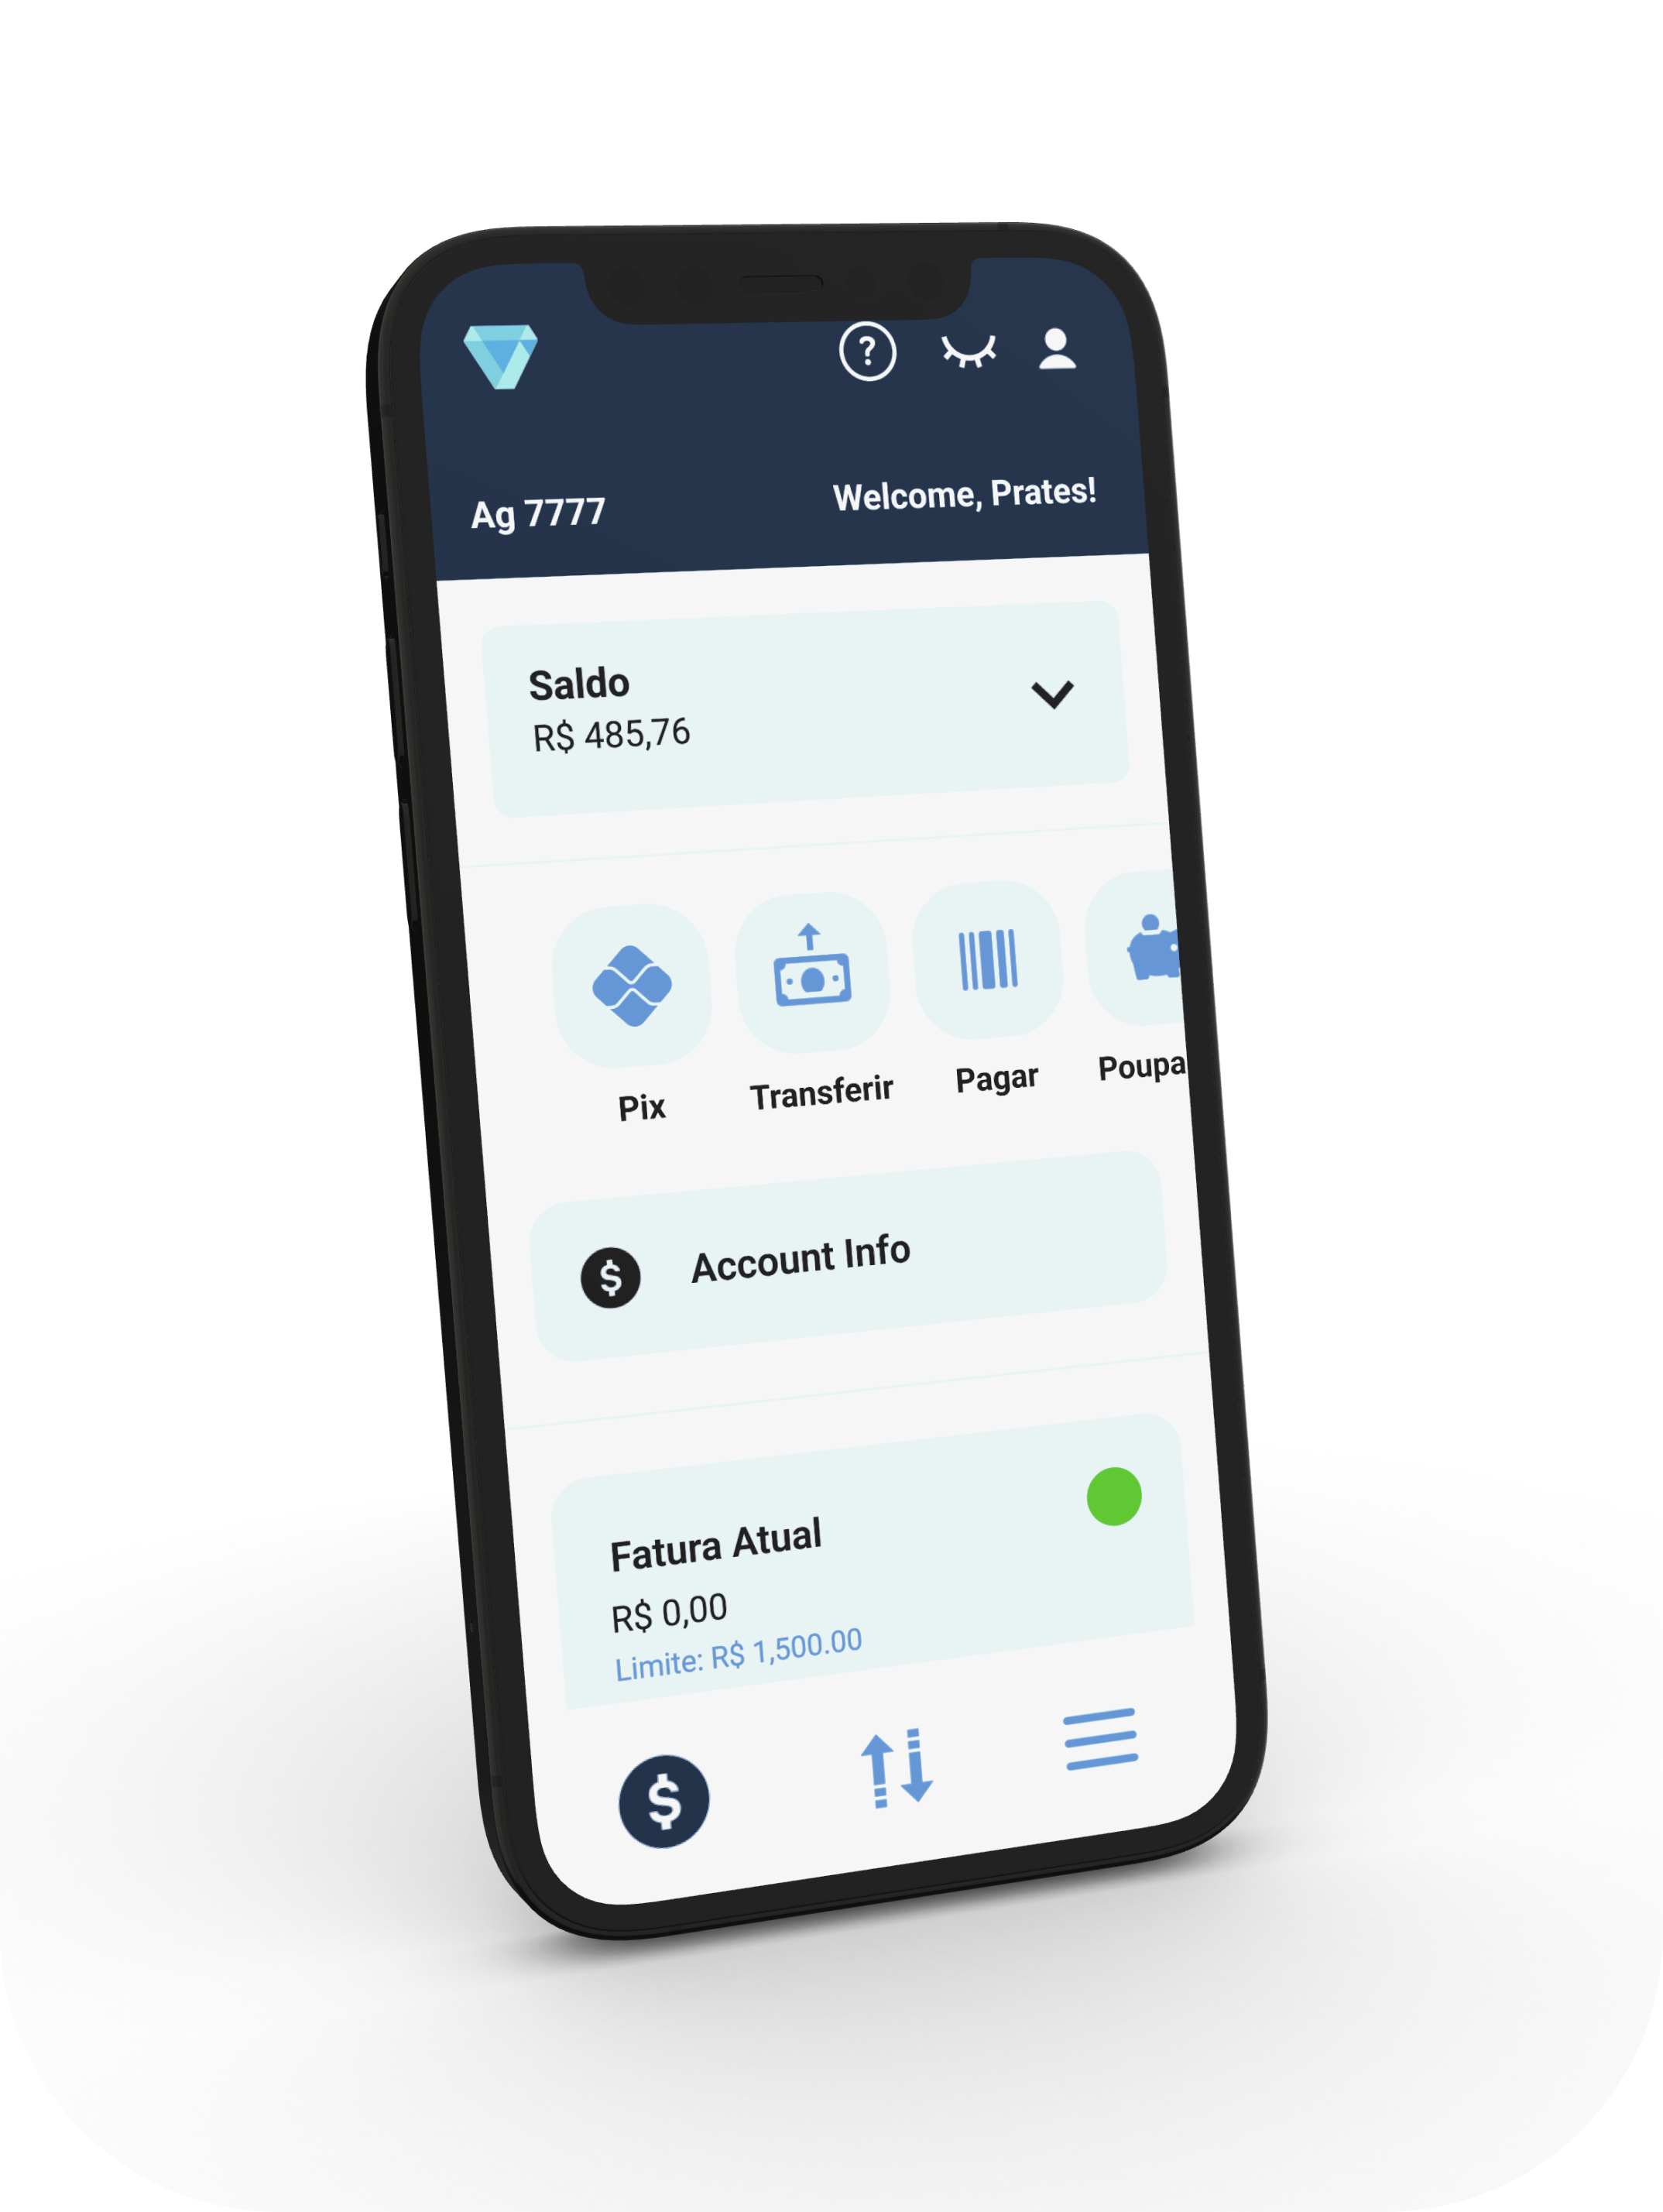 Ag 7777
Welcome, Prates!
Saldo
R$ 485,76
Pix
Transferir
Pagar
Poupa
Account Info
Fatura Atual
R$ 0,00
Limite: R$ 1,500.00